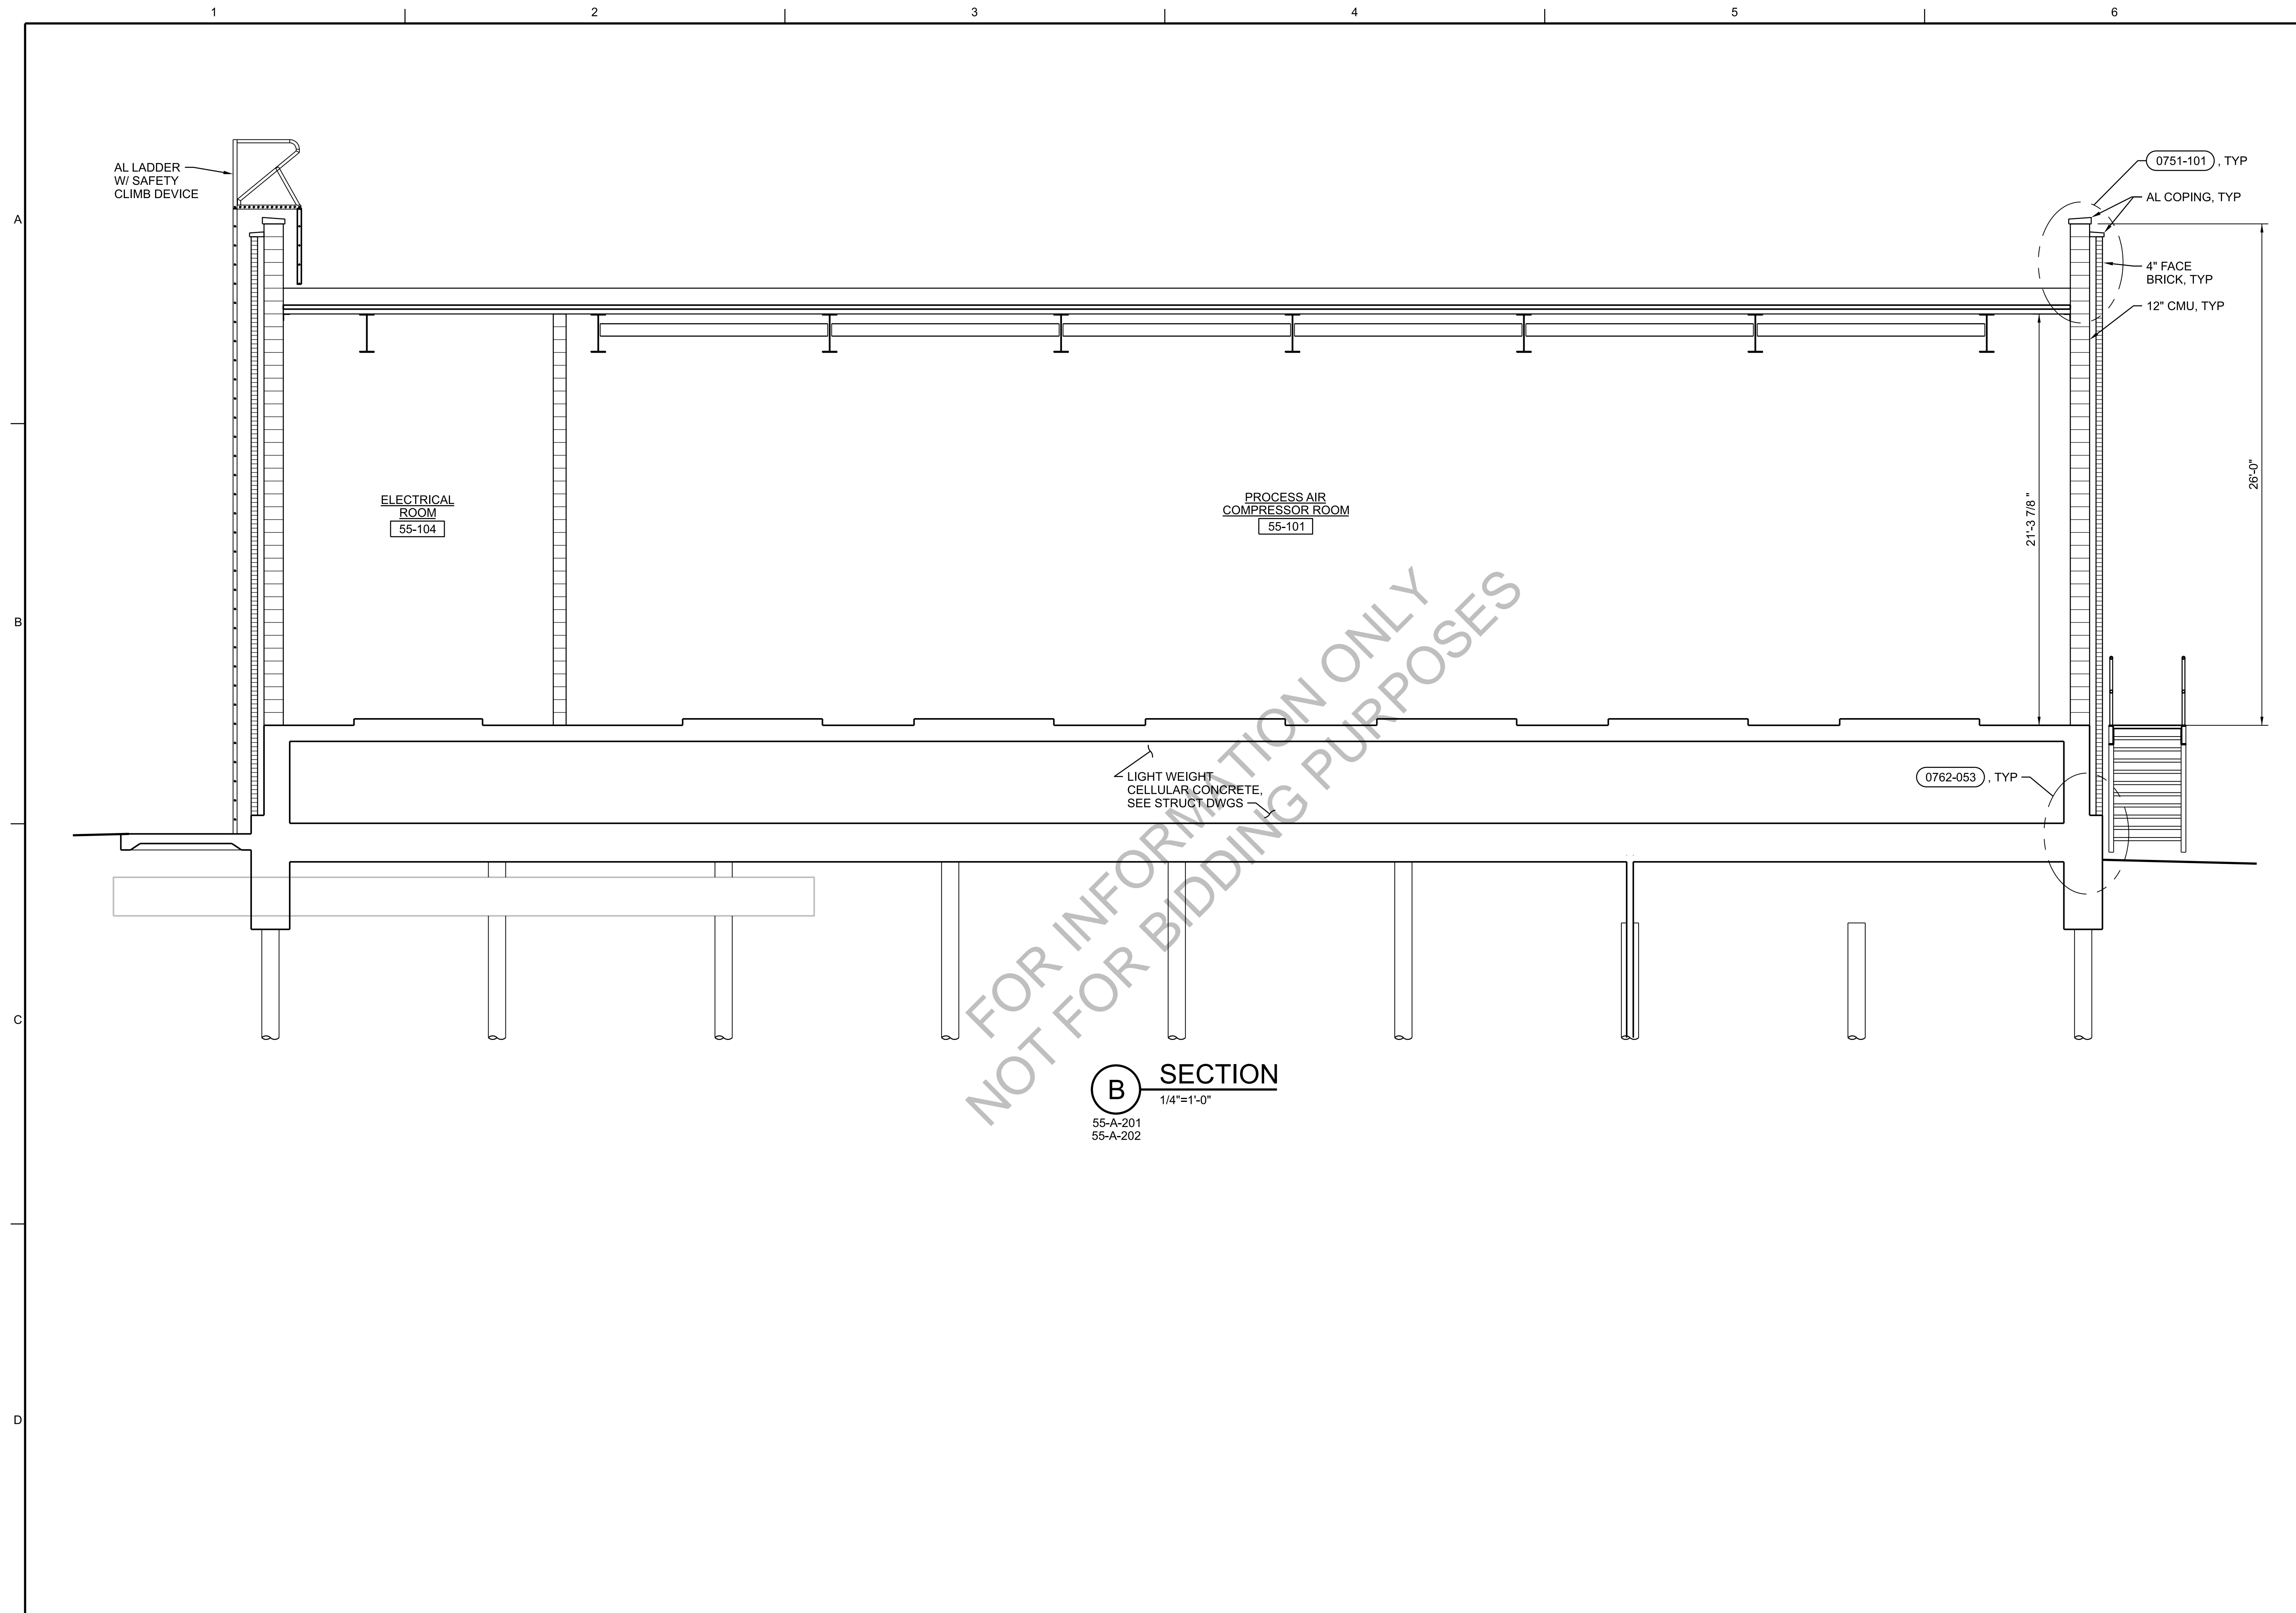 1 2 3 4 5 6
AL LADDER
W/ SAFETY
CLIMB DEVICE
0751-101 , TYP
A
AL COPING, TYP
4" FACE
BRICK, TYP
12" CMU, TYP
26'-0"
ELECTRICAL
ROOM
55-104
PROCESS AIR
COMPRESSOR ROOM
55-101
21'-3 7/8 "
B
LIGHT WEIGHT
CELLULAR CONCRETE,
SEE STRUCT DWGS
0762-053 , TYP
FOR INFORMATION ONLY
NOT FOR BIDDING PURPOSES
C
B SECTION
1/4"=1'-0"
55-A-201
55-A-202
D